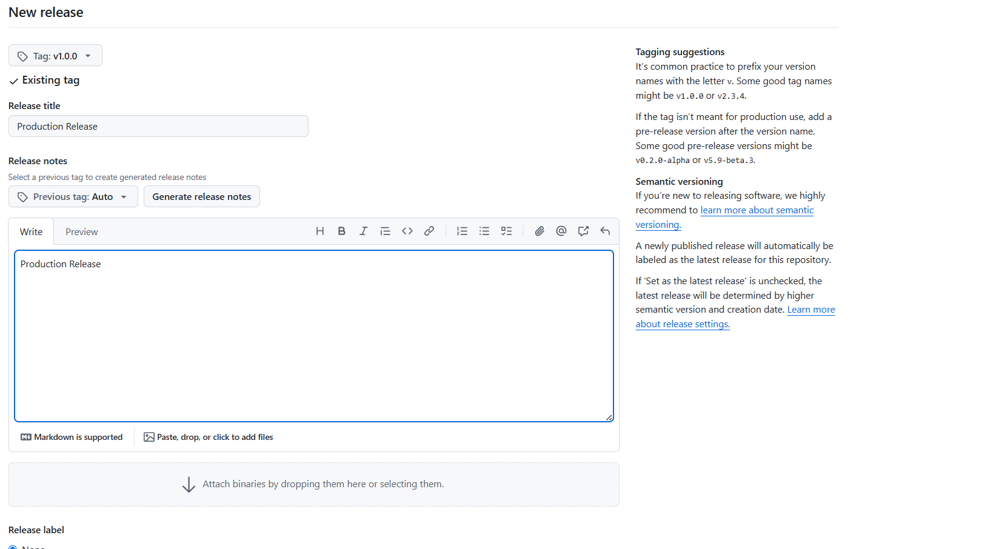 New release
Tag: v1.0.0
Existing tag
Release title
Production Release
Release notes
Select a previous tag to create generated release notes
Previous tag: Auto
Generate release notes
Write
Preview
Production Release
Markdown is supported
Paste, drop, or click to add files
Attach binaries by dropping them here or selecting them.
Release label
None
Tagging suggestions
It's common practice to prefix your version
names with the letter v. Some good tag names
might be v1.0.0 or v2.3.4.
If the tag isn't meant for production use, add a
pre-release version after the version name.
Some good pre-release versions might be
v0.2.0-alpha or v5.9-beta.3.
Semantic versioning
If you're new to releasing software, we highly
recommend to learn more about semantic
versioning.
A newly published release will automatically be
labeled as the latest release for this repository.
If 'Set as the latest release' is unchecked, the
latest release will be determined by higher
semantic version and creation date. Learn more
about release settings.